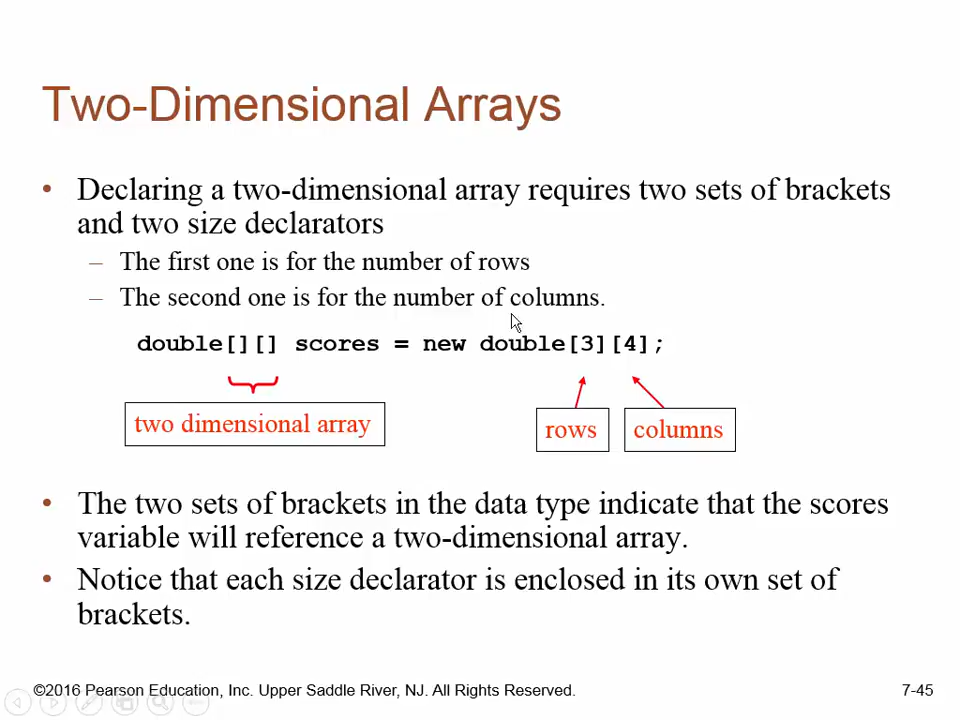 Two-Dimensional Arrays
• Declaring a two-dimensional array requires two sets of brackets
and two size declarators
– The first one is for the number of rows
– The second one is for the number of columns.
double[][] scores = new double[3][4];
two dimensional array
rows
columns
• The two sets of brackets in the data type indicate that the scores
variable will reference a two-dimensional array.
• Notice that each size declarator is enclosed in its own set of
brackets.
©2016 Pearson Education, Inc. Upper Saddle River, NJ. All Rights Reserved.
7-45